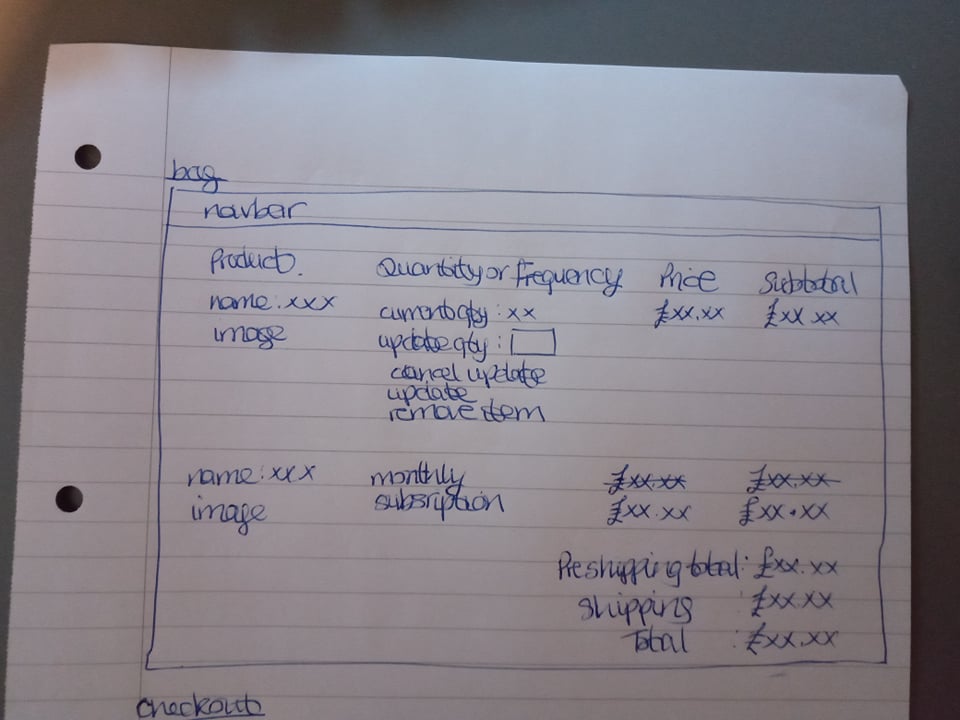 bag
navbar
Product. Quantity or Frequency Price Subtotal
name: xxx current qty : xx £xx.xx £xx.xx
image update qty :
cancel update
update
remove item
name: xxx monthly £xx.xx £xx.xx
image subsription £xx.xx £xx.xx
Preshipping total: £xx.xx
Shipping : £xx.xx
Total : £xx.xx
checkout